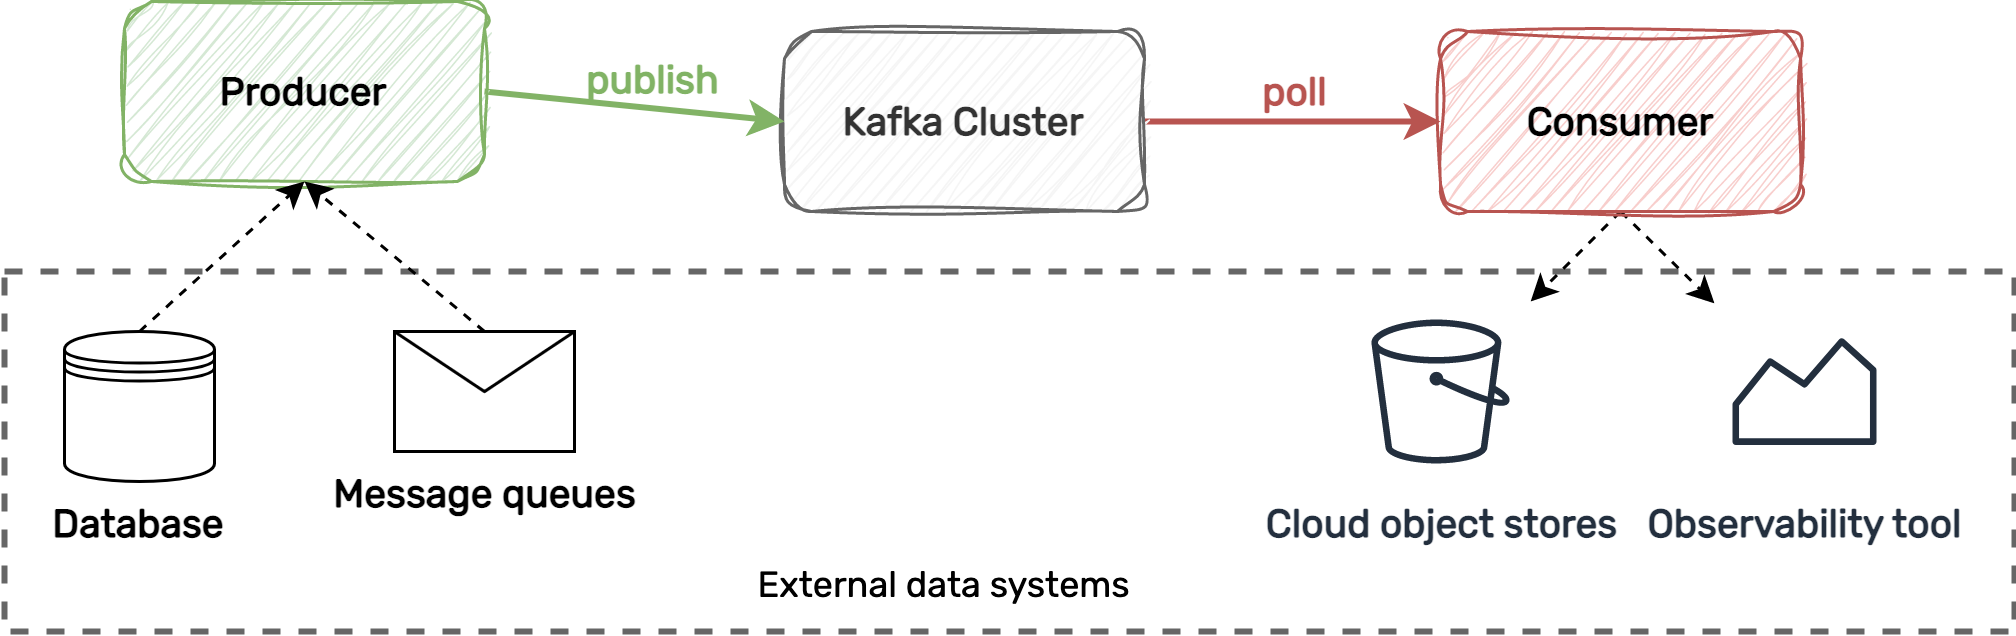 Producer
publish
Kafka Cluster
poll
Consumer
Database
Message queues
Cloud object stores
Observability tool
External data systems